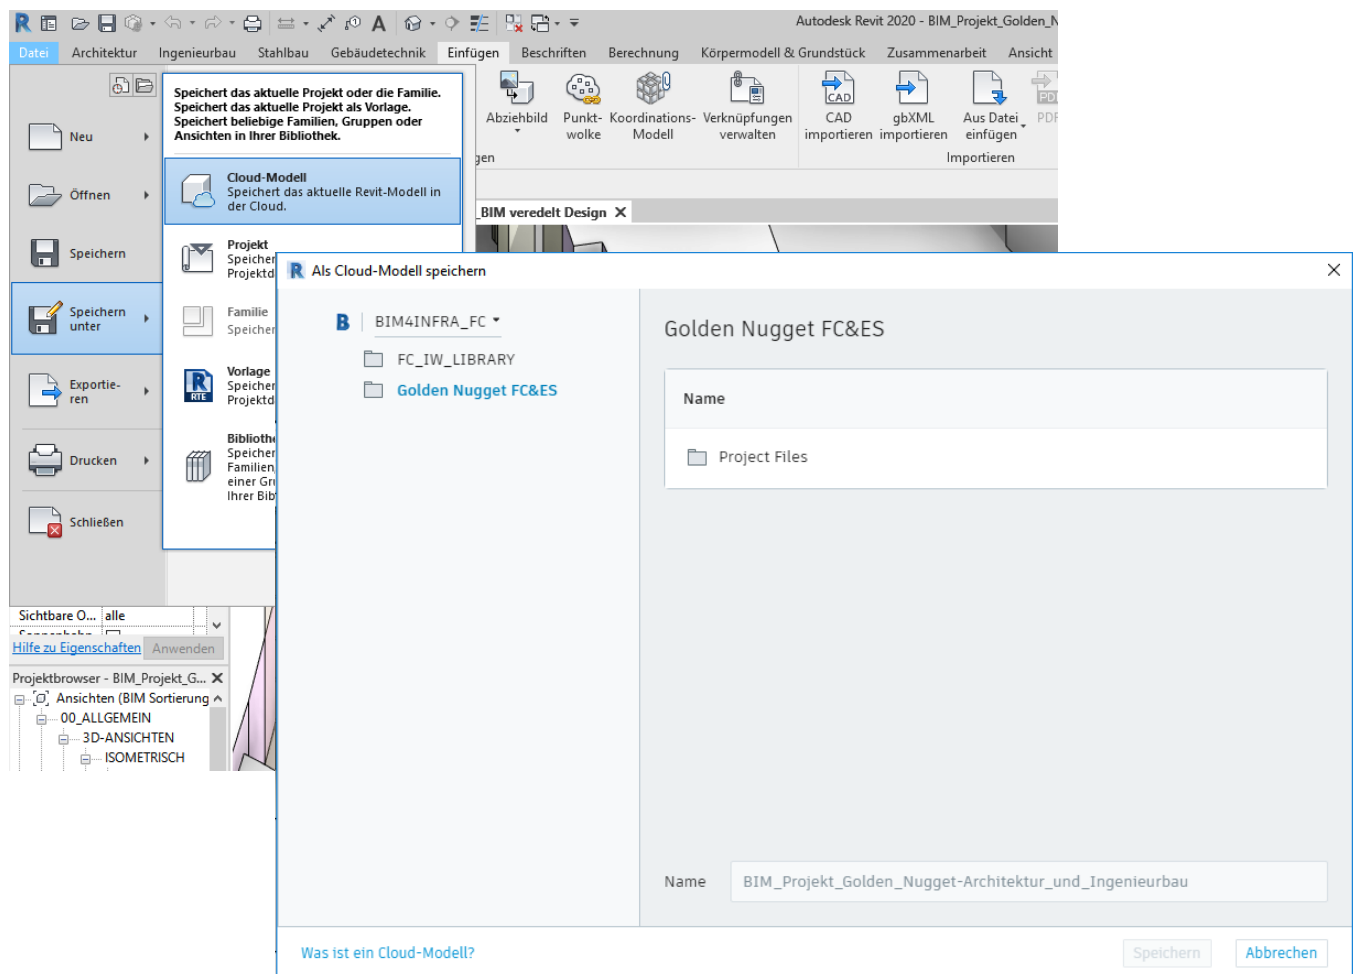 Autodesk Revit 2020 - BIM_Projekt_Golden_N
Datei Architektur Ingenieurbau Stahlbau Gebäudetechnik Einfügen Beschriften Berechnung Körpermodell & Grundstück Zusammenarbeit Ansicht
Abziehbild
Punkt-
wolke
Koordinations-
Modell
Verknüpfungen
verwalten
CAD
CAD
importieren
gbXML
importieren
Aus Datei
einfügen
PDF
Importieren
Neu
Öffnen
Speichern
Speichern
unter
Exportie-
ren
Drucken
Schließen
Speichert das aktuelle Projekt oder die Familie.
Speichert das aktuelle Projekt als Vorlage.
Speichert beliebige Familien, Gruppen oder
Ansichten in Ihrer Bibliothek.
Cloud-Modell
Speichert das aktuelle Revit-Modell in
der Cloud.
Projekt
Speicher
Projektd
Familie
Speicher
Vorlage
Speicher
Projektd
RTE
Biblioth
Speicher
Familien,
einer Gr
Ihrer Bib
_BIM veredelt Design
Als Cloud-Modell speichern
BIM4INFRA_FC
FC_IW_LIBRARY
Golden Nugget FC&ES
Golden Nugget FC&ES
Name
Project Files
Name BIM_Projekt_Golden_Nugget-Architektur_und_Ingenieurbau
Was ist ein Cloud-Modell?
Speichern
Abbrechen
Sichtbare O... alle
Hilfe zu Eigenschaften Anwenden
Projektbrowser - BIM_Projekt_G...
Ansichten (BIM Sortierung
00_ALLGEMEIN
3D-ANSICHTEN
ISOMETRISCH